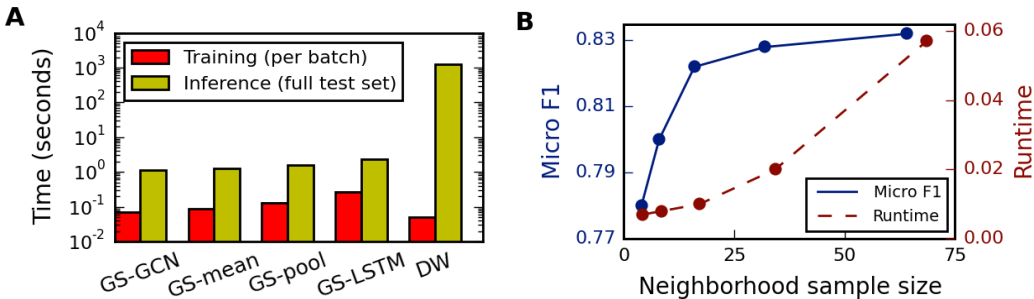 A
Time (seconds)
10^4
10^3
10^2
10^1
10^0
10^-1
10^-2
Training (per batch)
Inference (full test set)
GS-GCN
GS-mean
GS-pool
GS-LSTM
DW
B
Micro F1
0.83
0.81
0.79
0.77
0 25 50 75
Neighborhood sample size
Micro F1
Runtime
0.06
0.04
0.02
0.00
Runtime